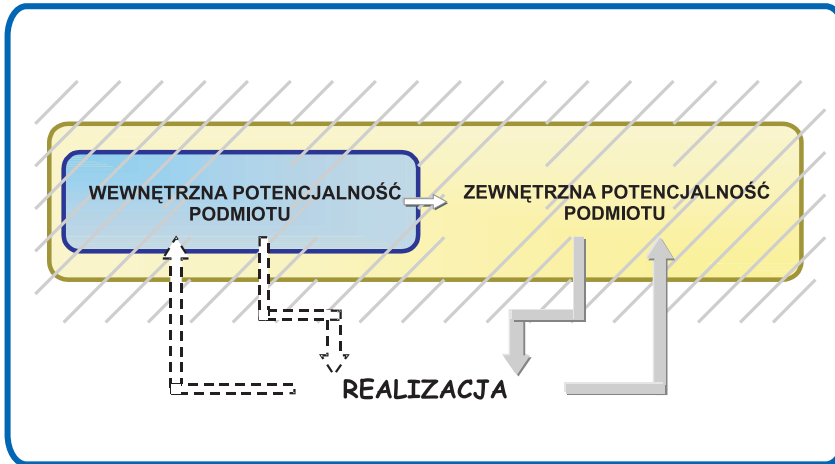 WEWNĘTRZNA POTENCJALNOŚĆ
PODMIOTU
ZEWNĘTRZNA POTENCJALNOŚĆ
PODMIOTU
REALIZACJA